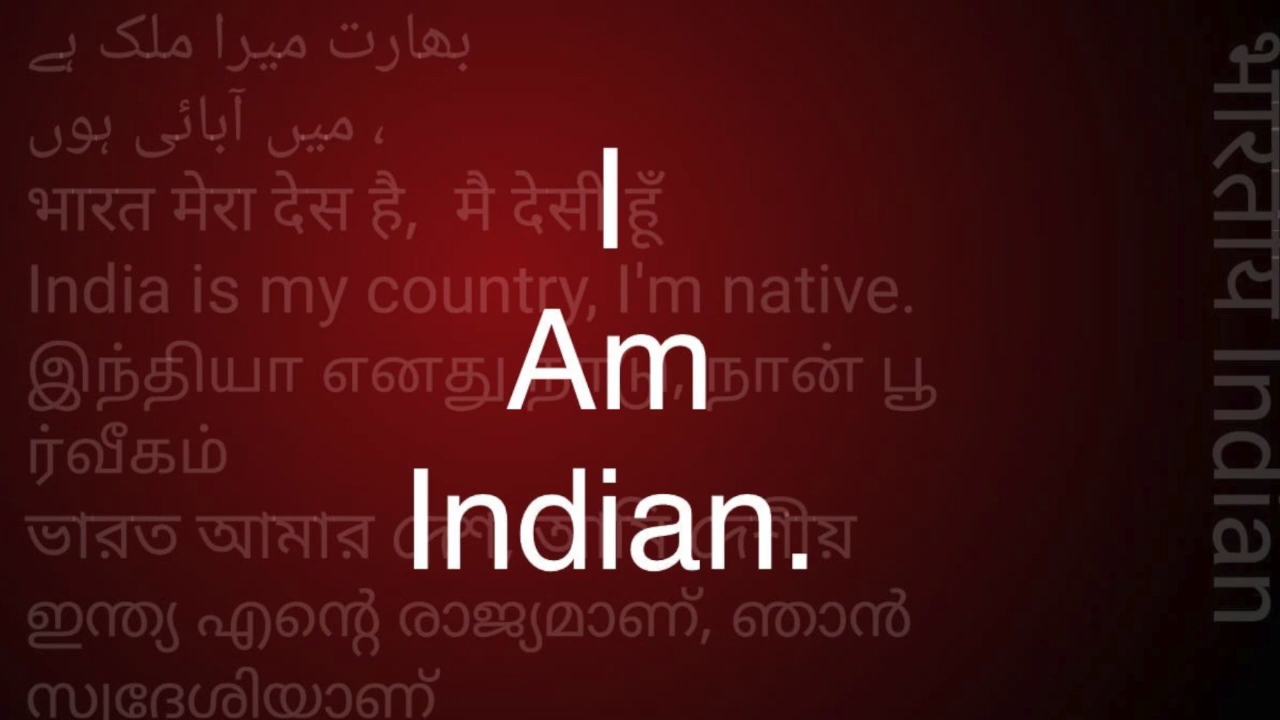 بھارت میرا ملک ہے
، میں آبائی ہوں
भारत मेरा देस है, मै देसी हूँ
India is my country, I'm native.
இந்தியா எனது நாடு, நான் பூ
ர்வீகம்
ভারত আমার দেশ, আমি দেশীয়
ഇന്ത്യ എന്റെ രാജ്യമാണ്, ഞാൻ
സ്വദേശിയാണ്
I
Am
Indian.
भारतीय Indian